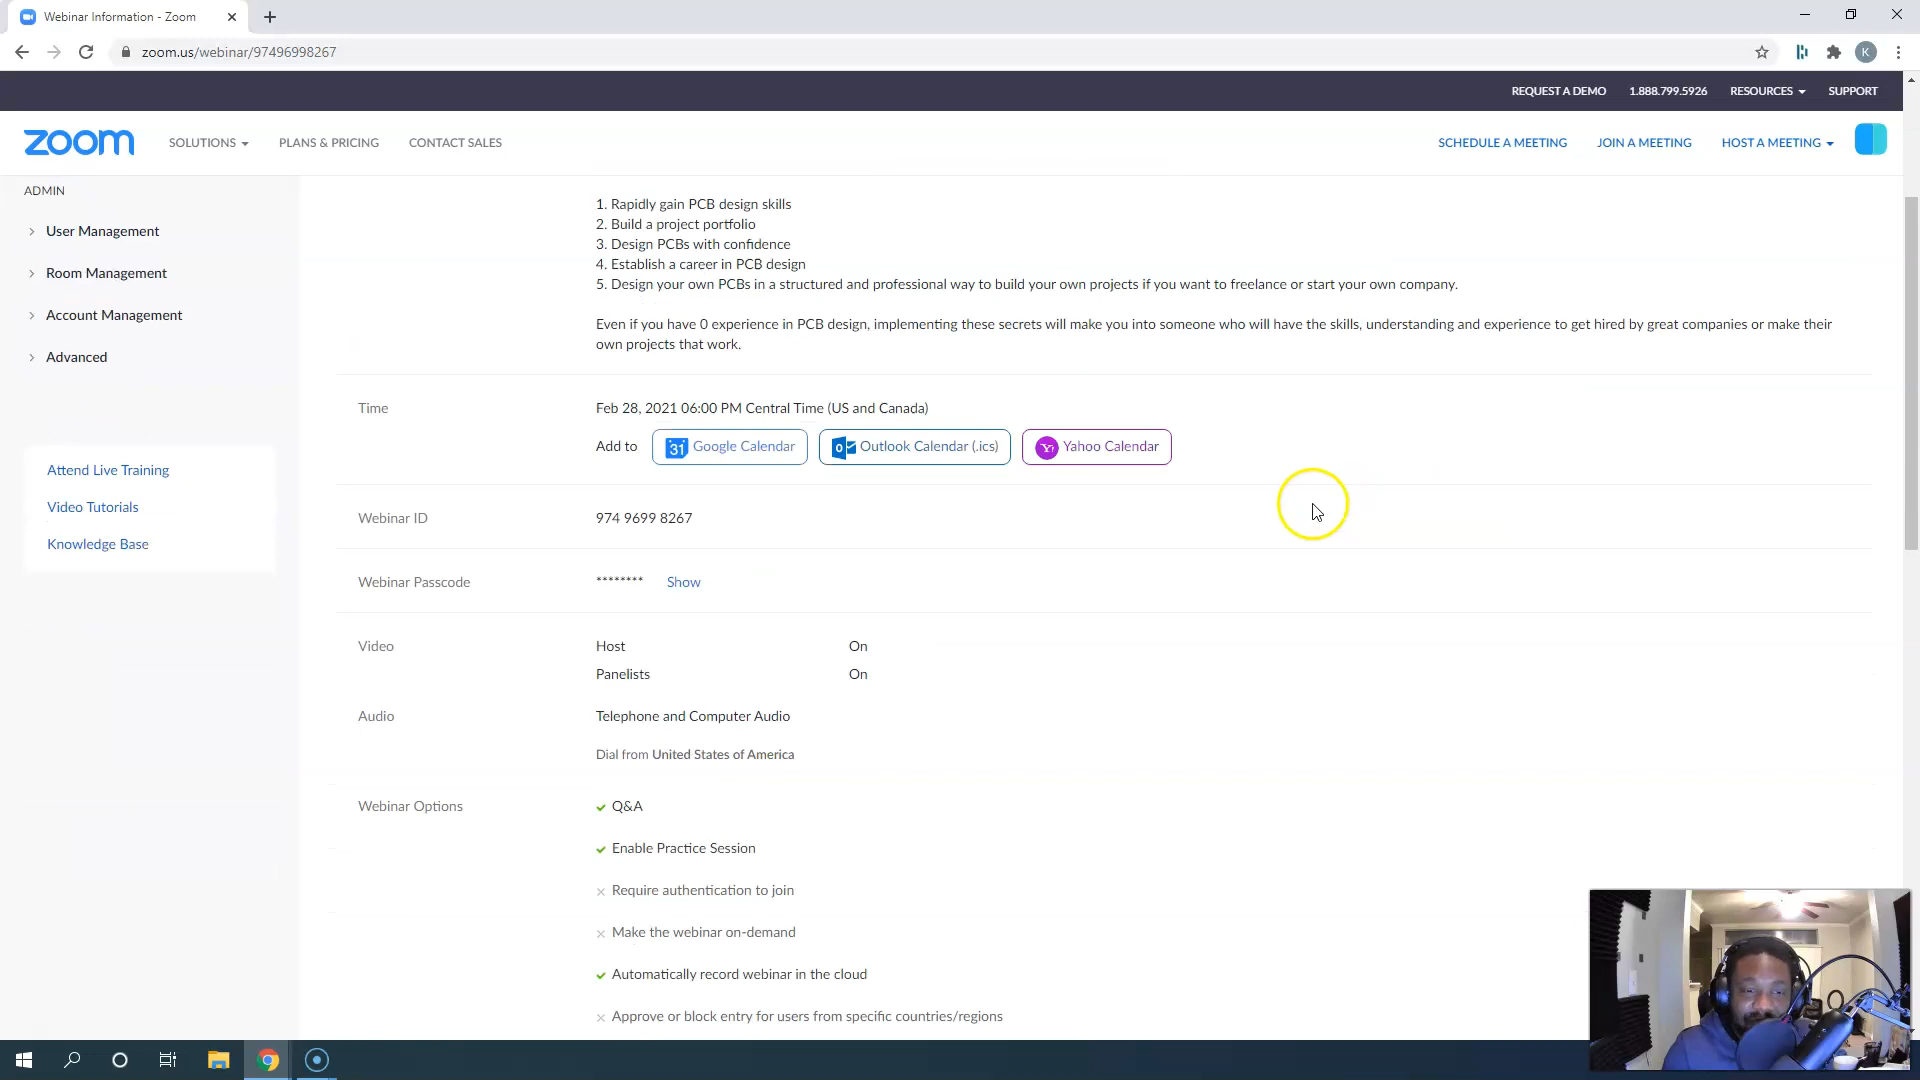 Webinar Information - Zoom
zoom.us/webinar/97496998267
K
REQUEST A DEMO 1.888.799.5926 RESOURCES SUPPORT
zoom SOLUTIONS PLANS & PRICING CONTACT SALES SCHEDULE A MEETING JOIN A MEETING HOST A MEETING
ADMIN
User Management
Room Management
Account Management
Advanced
Attend Live Training
Video Tutorials
Knowledge Base
1. Rapidly gain PCB design skills
2. Build a project portfolio
3. Design PCBs with confidence
4. Establish a career in PCB design
5. Design your own PCBs in a structured and professional way to build your own projects if you want to freelance or start your own company.
Even if you have 0 experience in PCB design, implementing these secrets will make you into someone who will have the skills, understanding and experience to get hired by great companies or make their
own projects that work.
Time Feb 28, 2021 06:00 PM Central Time (US and Canada)
Add to 31 Google Calendar Outlook Calendar (.ics) Yahoo Calendar
Webinar ID 974 9699 8267
Webinar Passcode ******** Show
Video Host On
Panelists On
Audio Telephone and Computer Audio
Dial from United States of America
Webinar Options Q&A
Enable Practice Session
Require authentication to join
Make the webinar on-demand
Automatically record webinar in the cloud
Approve or block entry for users from specific countries/regions